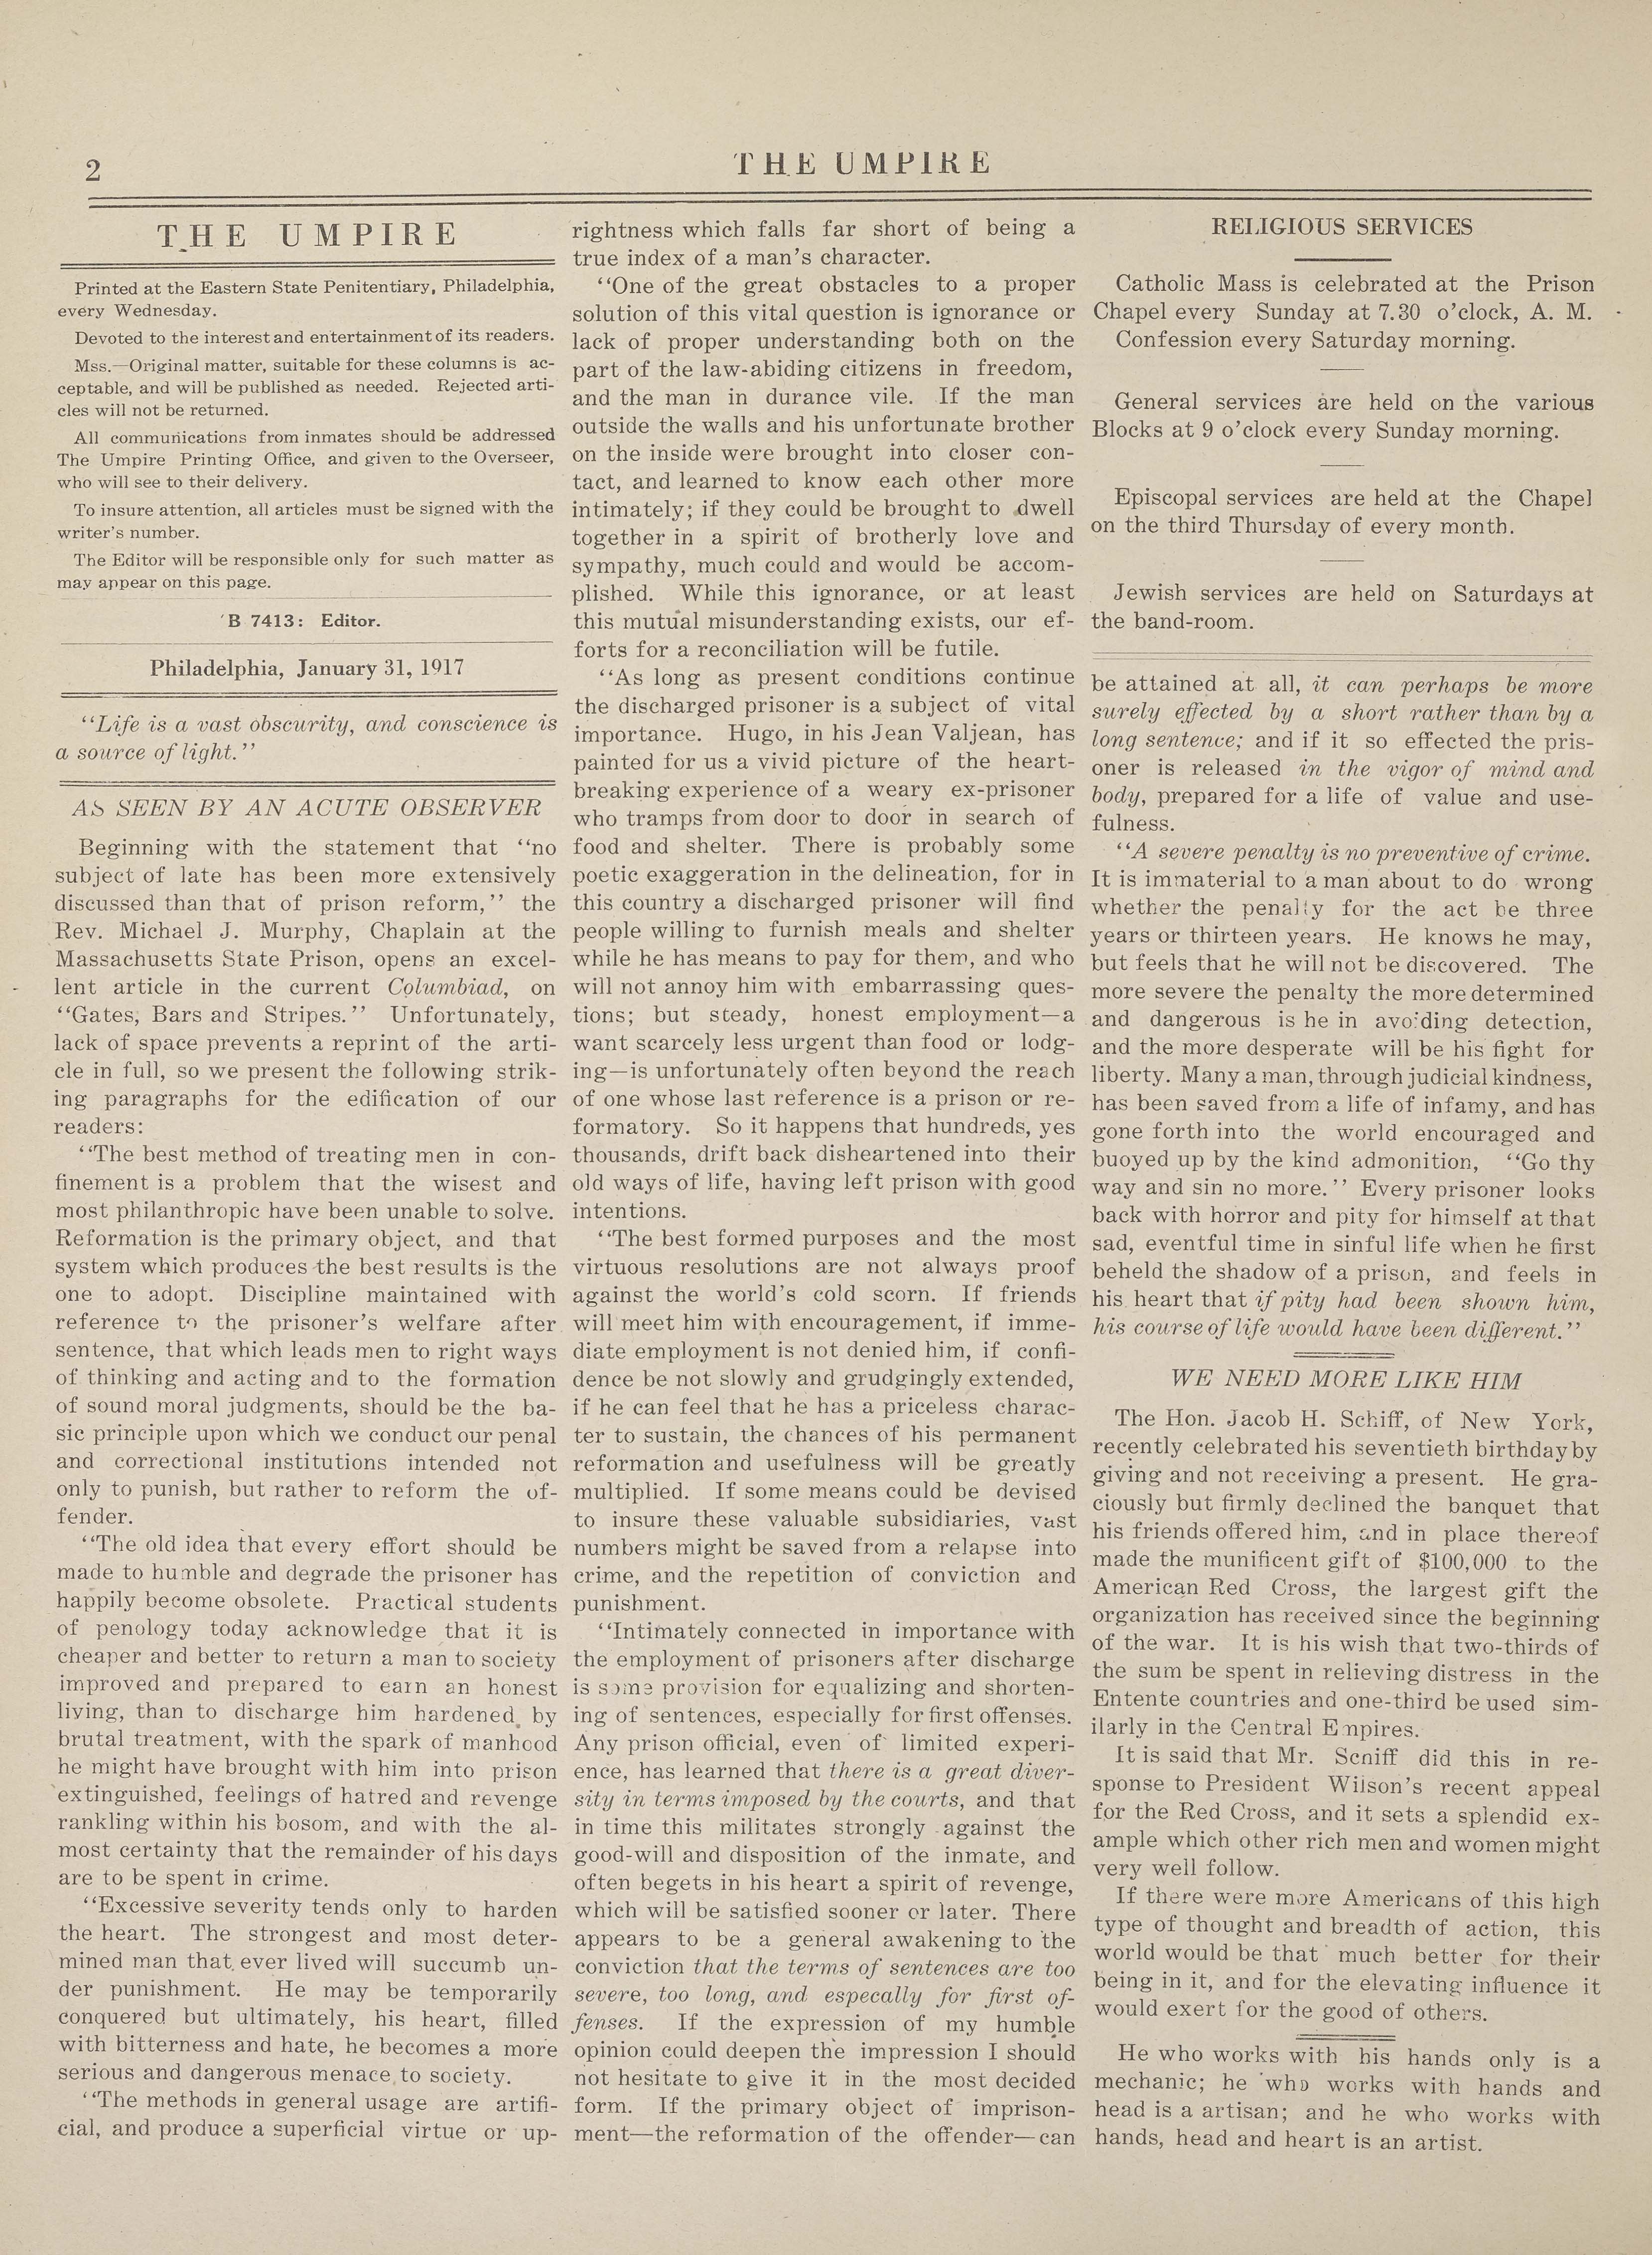 2
THE UMPIRE
THE UMPIRE
Printed at the Eastern State Penitentiary, Philadelphia,
every Wednesday.
Devoted to the interest and entertainment of its readers.
Mss.—Original matter, suitable for these columns is ac-
ceptable, and will be published as needed. Rejected arti-
cles will not be returned.
All communications from inmates should be addressed
The Umpire Printing Office, and given to the Overseer,
who will see to their delivery.
To insure attention, all articles must be signed with the
writer's number.
The Editor will be responsible only for such matter as
may appear on this page.
B 7413: Editor.
Philadelphia, January 31, 1917
“Life is a vast obscurity, and conscience is
a source of light.”
AS SEEN BY AN ACUTE OBSERVER
Beginning with the statement that “no
subject of late has been more extensively
discussed than that of prison reform,” the
Rev. Michael J. Murphy, Chaplain at the
Massachusetts State Prison, opens an excel-
lent article in the current Columbiad, on
“Gates, Bars and Stripes.” Unfortunately,
lack of space prevents a reprint of the arti-
cle in full, so we present the following strik-
ing paragraphs for the edification of our
readers:
“The best method of treating men in con-
finement is a problem that the wisest and
most philanthropic have been unable to solve.
Reformation is the primary object, and that
system which produces the best results is the
one to adopt. Discipline maintained with
reference to the prisoner's welfare after
sentence, that which leads men to right ways
of thinking and acting and to the formation
of sound moral judgments, should be the ba-
sic principle upon which we conduct our penal
and correctional institutions intended not
only to punish, but rather to reform the of-
fender.
“The old idea that every effort should be
made to humble and degrade the prisoner has
happily become obsolete. Practical students
of penology today acknowledge that it is
cheaper and better to return a man to society
improved and prepared to earn an honest
living, than to discharge him hardened by
brutal treatment, with the spark of manhood
he might have brought with him into prison
extinguished, feelings of hatred and revenge
rankling within his bosom, and with the al-
most certainty that the remainder of his days
are to be spent in crime.
“Excessive severity tends only to harden
the heart. The strongest and most deter-
mined man that ever lived will succumb un-
der punishment. He may be temporarily
conquered but ultimately, his heart, filled
with bitterness and hate, he becomes a more
serious and dangerous menace to society.
“The methods in general usage are artifi-
cial, and produce a superficial virtue or up-
rightness which falls far short of being a
true index of a man's character.
“One of the great obstacles to a proper
solution of this vital question is ignorance or
lack of proper understanding both on the
part of the law-abiding citizens in freedom,
and the man in durance vile. If the man
outside the walls and his unfortunate brother
on the inside were brought into closer con-
tact, and learned to know each other more
intimately; if they could be brought to dwell
together in a spirit of brotherly love and
sympathy, much could and would be accom-
plished. While this ignorance, or at least
this mutual misunderstanding exists, our ef-
forts for a reconciliation will be futile.
“As long as present conditions continue
the discharged prisoner is a subject of vital
importance. Hugo, in his Jean Valjean, has
painted for us a vivid picture of the heart-
breaking experience of a weary ex-prisoner
who tramps from door to door in search of
food and shelter. There is probably some
poetic exaggeration in the delineation, for in
this country a discharged prisoner will find
people willing to furnish meals and shelter
while he has means to pay for them, and who
will not annoy him with embarrassing ques-
tions; but steady, honest employment—a
want scarcely less urgent than food or lodg-
ing—is unfortunately often beyond the reach
of one whose last reference is a prison or re-
formatory. So it happens that hundreds, yes
thousands, drift back disheartened into their
old ways of life, having left prison with good
intentions.
“The best formed purposes and the most
virtuous resolutions are not always proof
against the world's cold scorn. If friends
will meet him with encouragement, if imme-
diate employment is not denied him, if confi-
dence be not slowly and grudgingly extended,
if he can feel that he has a priceless charac-
ter to sustain, the chances of his permanent
reformation and usefulness will be greatly
multiplied. If some means could be devised
to insure these valuable subsidiaries, vast
numbers might be saved from a relapse into
crime, and the repetition of conviction and
punishment.
“Intimately connected in importance with
the employment of prisoners after discharge
is some provision for equalizing and shorten-
ing of sentences, especially for first offenses.
Any prison official, even of limited experi-
ence, has learned that there is a great diver-
sity in terms imposed by the courts, and that
in time this militates strongly against the
good-will and disposition of the inmate, and
often begets in his heart a spirit of revenge,
which will be satisfied sooner or later. There
appears to be a general awakening to the
conviction that the terms of sentences are too
severe, too long, and especally for first of-
fenses. If the expression of my humble
opinion could deepen the impression I should
not hesitate to give it in the most decided
form. If the primary object of imprison-
ment—the reformation of the offender—can
RELIGIOUS SERVICES
Catholic Mass is celebrated at the Prison
Chapel every Sunday at 7.30 o'clock, A. M.
Confession every Saturday morning.
General services are held on the various
Blocks at 9 o'clock every Sunday morning.
Episcopal services are held at the Chapel
on the third Thursday of every month.
Jewish services are held on Saturdays at
the band-room.
be attained at all, it can perhaps be more
surely effected by a short rather than by a
long sentence; and if it so effected the pris-
oner is released in the vigor of mind and
body, prepared for a life of value and use-
fulness.
“A severe penalty is no preventive of crime.
It is immaterial to a man about to do wrong
whether the penalty for the act be three
years or thirteen years. He knows he may,
but feels that he will not be discovered. The
more severe the penalty the more determined
and dangerous is he in avoiding detection,
and the more desperate will be his fight for
liberty. Many a man, through judicial kindness,
has been saved from a life of infamy, and has
gone forth into the world encouraged and
buoyed up by the kind admonition, “Go thy
way and sin no more.” Every prisoner looks
back with horror and pity for himself at that
sad, eventful time in sinful life when he first
beheld the shadow of a prison, and feels in
his heart that if pity had been shown him,
his course of life would have been different.”
WE NEED MORE LIKE HIM
The Hon. Jacob H. Schiff, of New York,
recently celebrated his seventieth birthday by
giving and not receiving a present. He gra-
ciously but firmly declined the banquet that
his friends offered him, and in place thereof
made the munificent gift of $100,000 to the
American Red Cross, the largest gift the
organization has received since the beginning
of the war. It is his wish that two-thirds of
the sum be spent in relieving distress in the
Entente countries and one-third be used sim-
ilarly in the Central Empires.
It is said that Mr. Schiff did this in re-
sponse to President Wilson's recent appeal
for the Red Cross, and it sets a splendid ex-
ample which other rich men and women might
very well follow.
If there were more Americans of this high
type of thought and breadth of action, this
world would be that much better for their
being in it, and for the elevating influence it
would exert for the good of others.
He who works with his hands only is a
mechanic; he who works with hands and
head is a artisan; and he who works with
hands, head and heart is an artist.